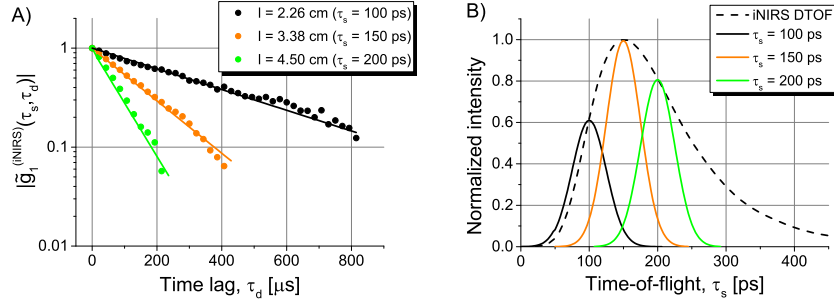 A)
l = 2.26 cm (τs = 100 ps)
l = 3.38 cm (τs = 150 ps)
l = 4.50 cm (τs = 200 ps)
|g̃1^(iNIRS)(τs,τd)|
1
0.1
0.01
0 200 400 600 800
Time lag, τd [μs]
B)
iNIRS DTOF
τs = 100 ps
τs = 150 ps
τs = 200 ps
Normalized intensity
1.0
0.8
0.6
0.4
0.2
0.0
0 100 200 300 400
Time-of-flight, τs [ps]